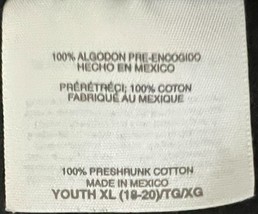 100% ALGODON PRE-ENCOGIDO
HECHO EN MEXICO
PRÉRÉTRÉCI; 100% COTON
FABRIQUÉ AU MEXIQUE
100% PRESHRUNK COTTON
MADE IN MEXICO
YOUTH XL (18-20)/TG/XG